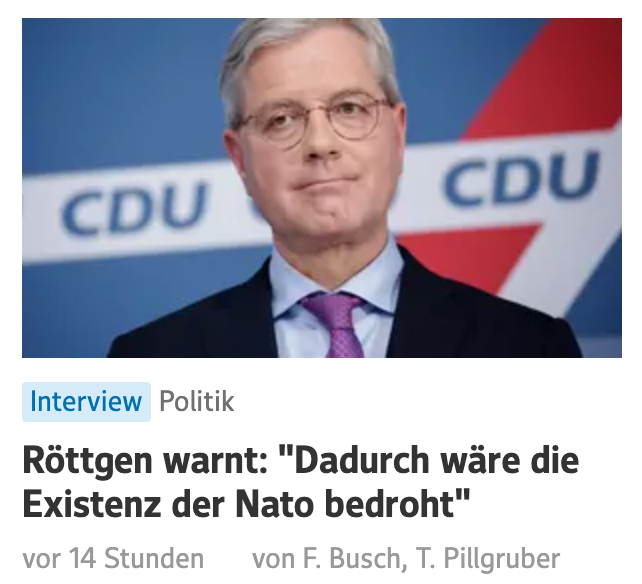 CDU CDU
Interview Politik
Röttgen warnt: "Dadurch wäre die
Existenz der Nato bedroht"
vor 14 Stunden von F. Busch, T. Pillgruber